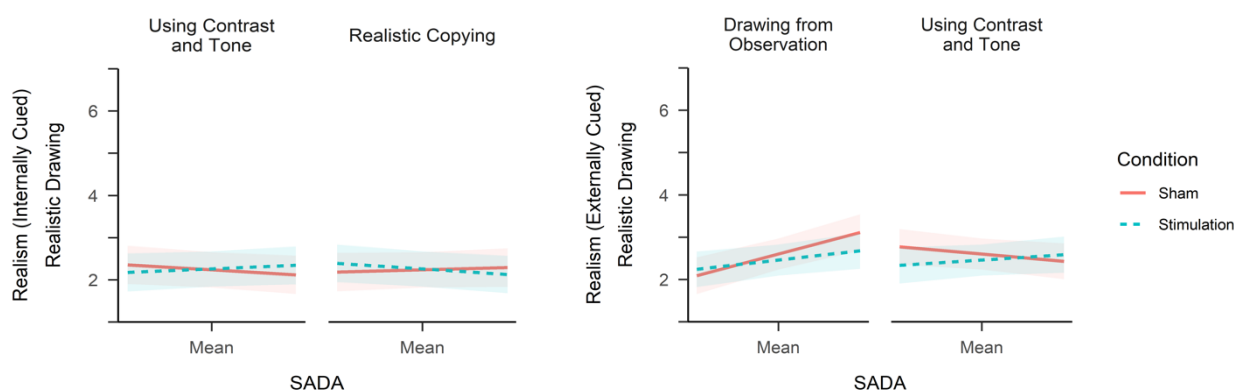 Using Contrast
and Tone
Realistic Copying
Realism (Internally Cued)
Realistic Drawing
6
4
2
Mean
Mean
SADA
Drawing from
Observation
Using Contrast
and Tone
Realism (Externally Cued)
Realistic Drawing
6
4
2
Mean
Mean
SADA
Condition
Sham
Stimulation